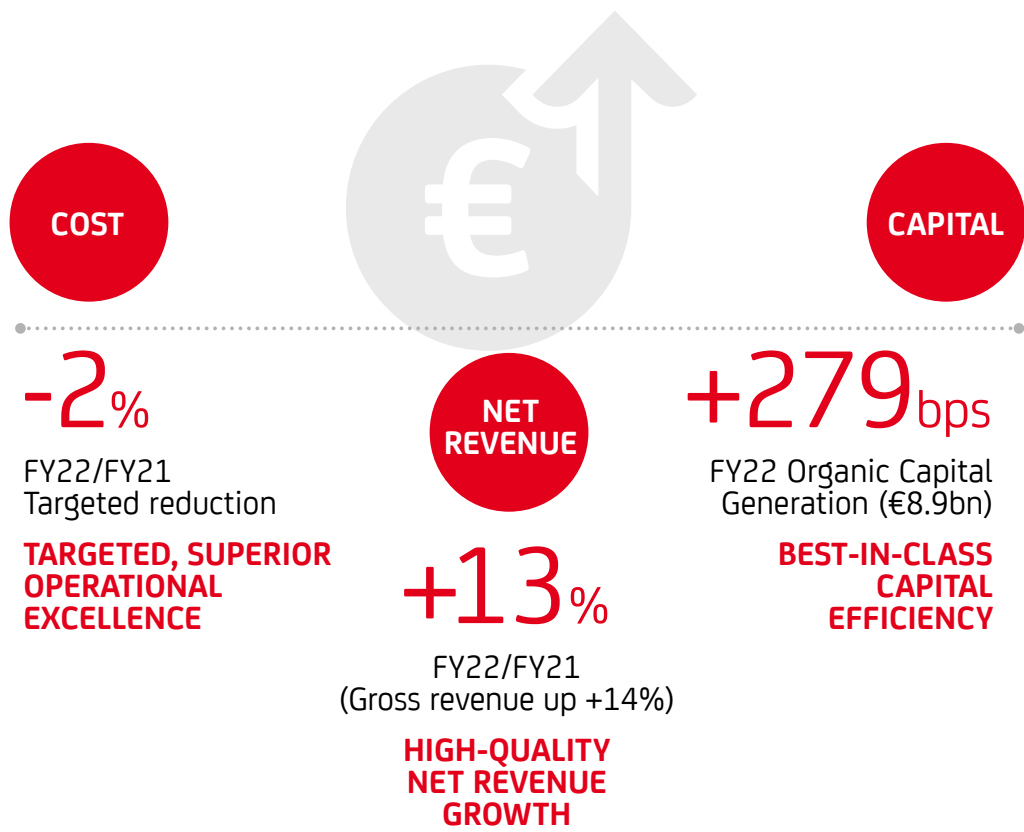 €
COST
-2%
FY22/FY21
Targeted reduction
TARGETED, SUPERIOR
OPERATIONAL
EXCELLENCE
NET
REVENUE
+13%
FY22/FY21
(Gross revenue up +14%)
HIGH-QUALITY
NET REVENUE
GROWTH
CAPITAL
+279bps
FY22 Organic Capital
Generation (€8.9bn)
BEST-IN-CLASS
CAPITAL
EFFICIENCY